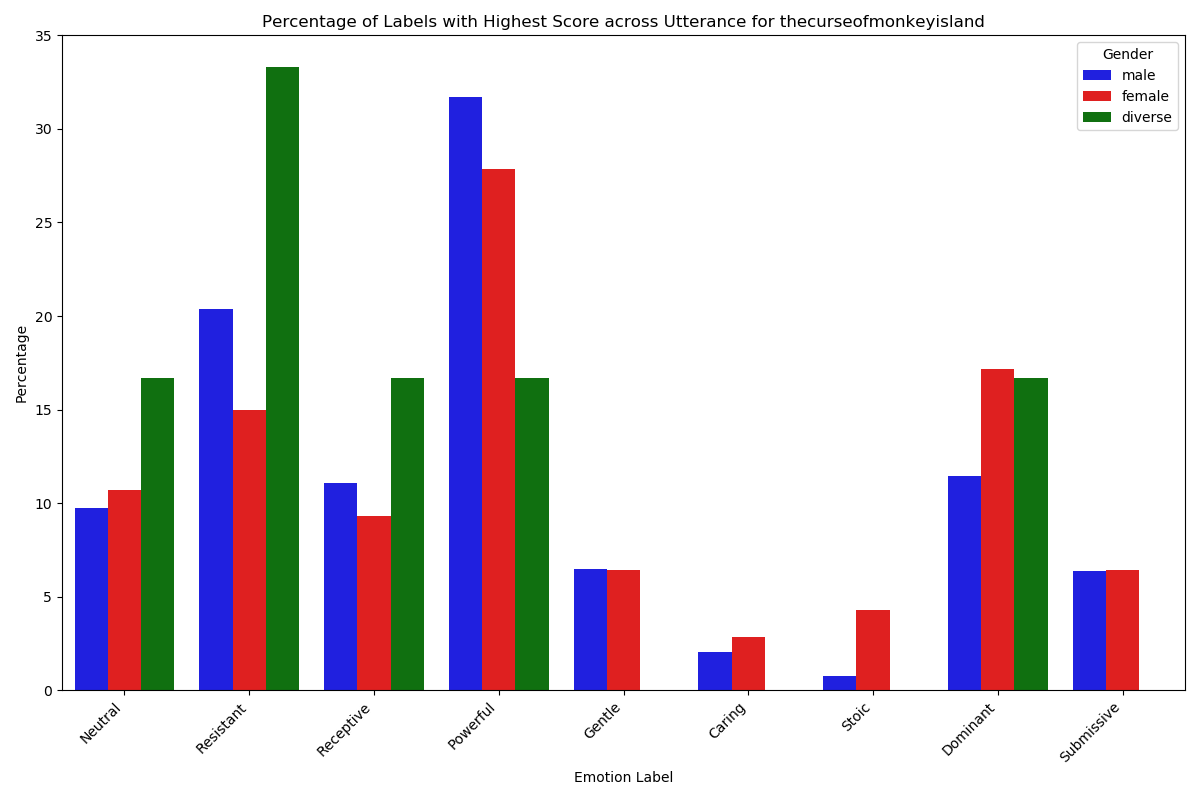 Percentage of Labels with Highest Score across Utterance for thecurseofmonkeyisland
Gender
male
female
diverse
Percentage
35
30
25
20
15
10
5
0
Neutral
Resistant
Receptive
Powerful
Gentle
Caring
Stoic
Dominant
Submissive
Emotion Label